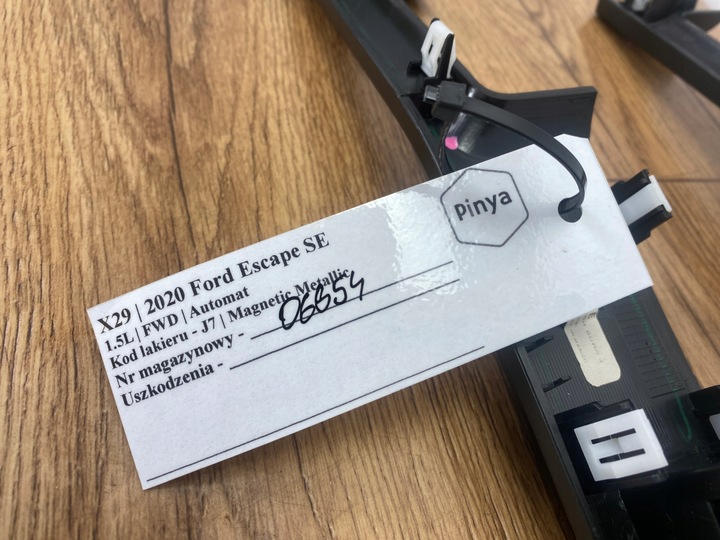 pinya
X29 | 2020 Ford Escape SE
1.5L | FWD | Automat
Kod lakieru - J7 | Magnetic Metallic
Nr magazynowy - 06654
Uszkodzenia -